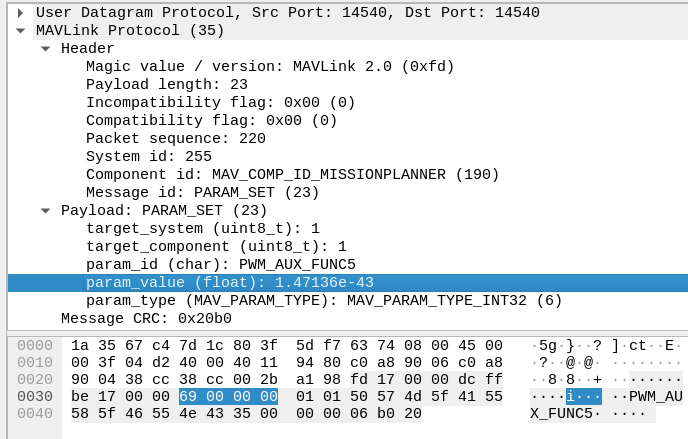 User Datagram Protocol, Src Port: 14540, Dst Port: 14540
MAVLink Protocol (35)
Header
Magic value / version: MAVLink 2.0 (0xfd)
Payload length: 23
Incompatibility flag: 0x00 (0)
Compatibility flag: 0x00 (0)
Packet sequence: 220
System id: 255
Component id: MAV_COMP_ID_MISSIONPLANNER (190)
Message id: PARAM_SET (23)
Payload: PARAM_SET (23)
target_system (uint8_t): 1
target_component (uint8_t): 1
param_id (char): PWM_AUX_FUNC5
param_value (float): 1.47136e-43
param_type (MAV_PARAM_TYPE): MAV_PARAM_TYPE_INT32 (6)
Message CRC: 0x20b0
0000 1a 35 67 c4 7d 1c 80 3f 5d f7 63 74 08 00 45 00 ·5g·}··?]·ct··E·
0010 00 3f 04 d2 40 00 40 11 94 80 c0 a8 90 06 c0 a8 ·?··@·@·········
0020 90 04 38 cc 38 cc 00 2b a1 98 fd 17 00 00 dc ff ··8·8··+········
0030 be 17 00 00 69 00 00 00 01 01 50 57 4d 5f 41 55 ····i·····PWM_AU
0040 58 5f 46 55 4e 43 35 00 00 00 06 b0 20 X_FUNC5·····